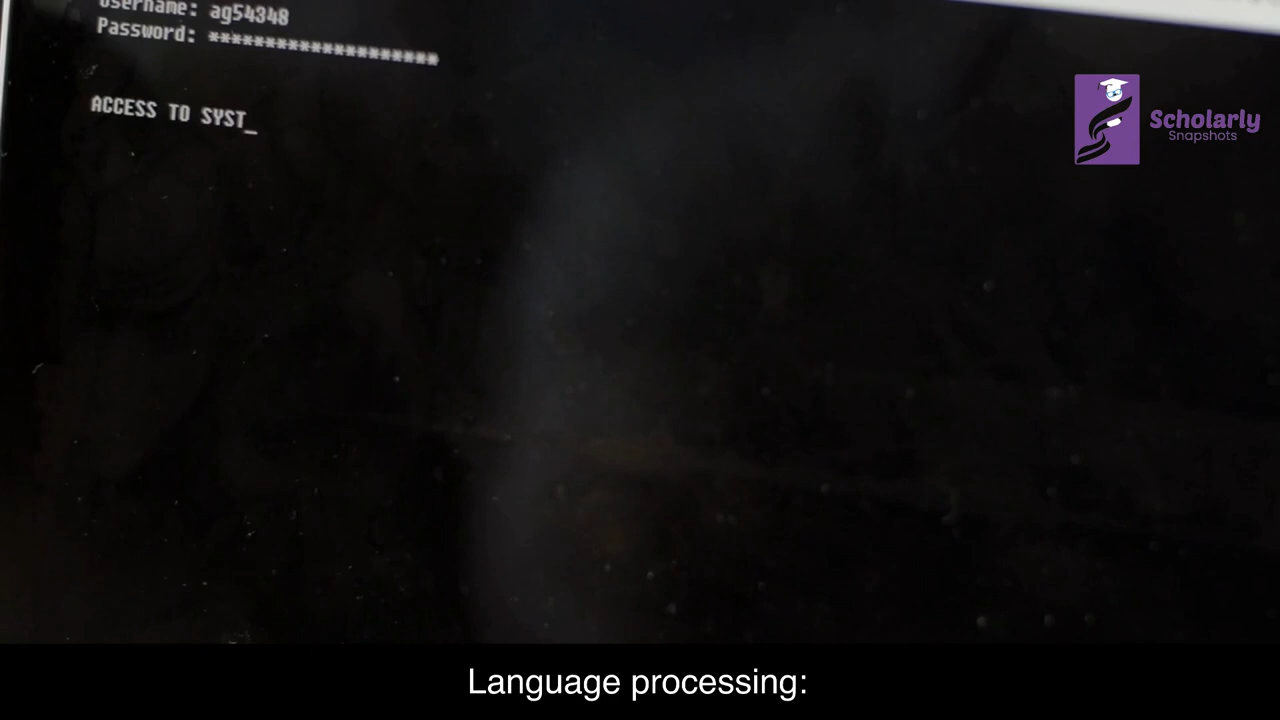 Username: ag54348
Password: ********************
ACCESS TO SYST_
Scholarly
Snapshots
Language processing: